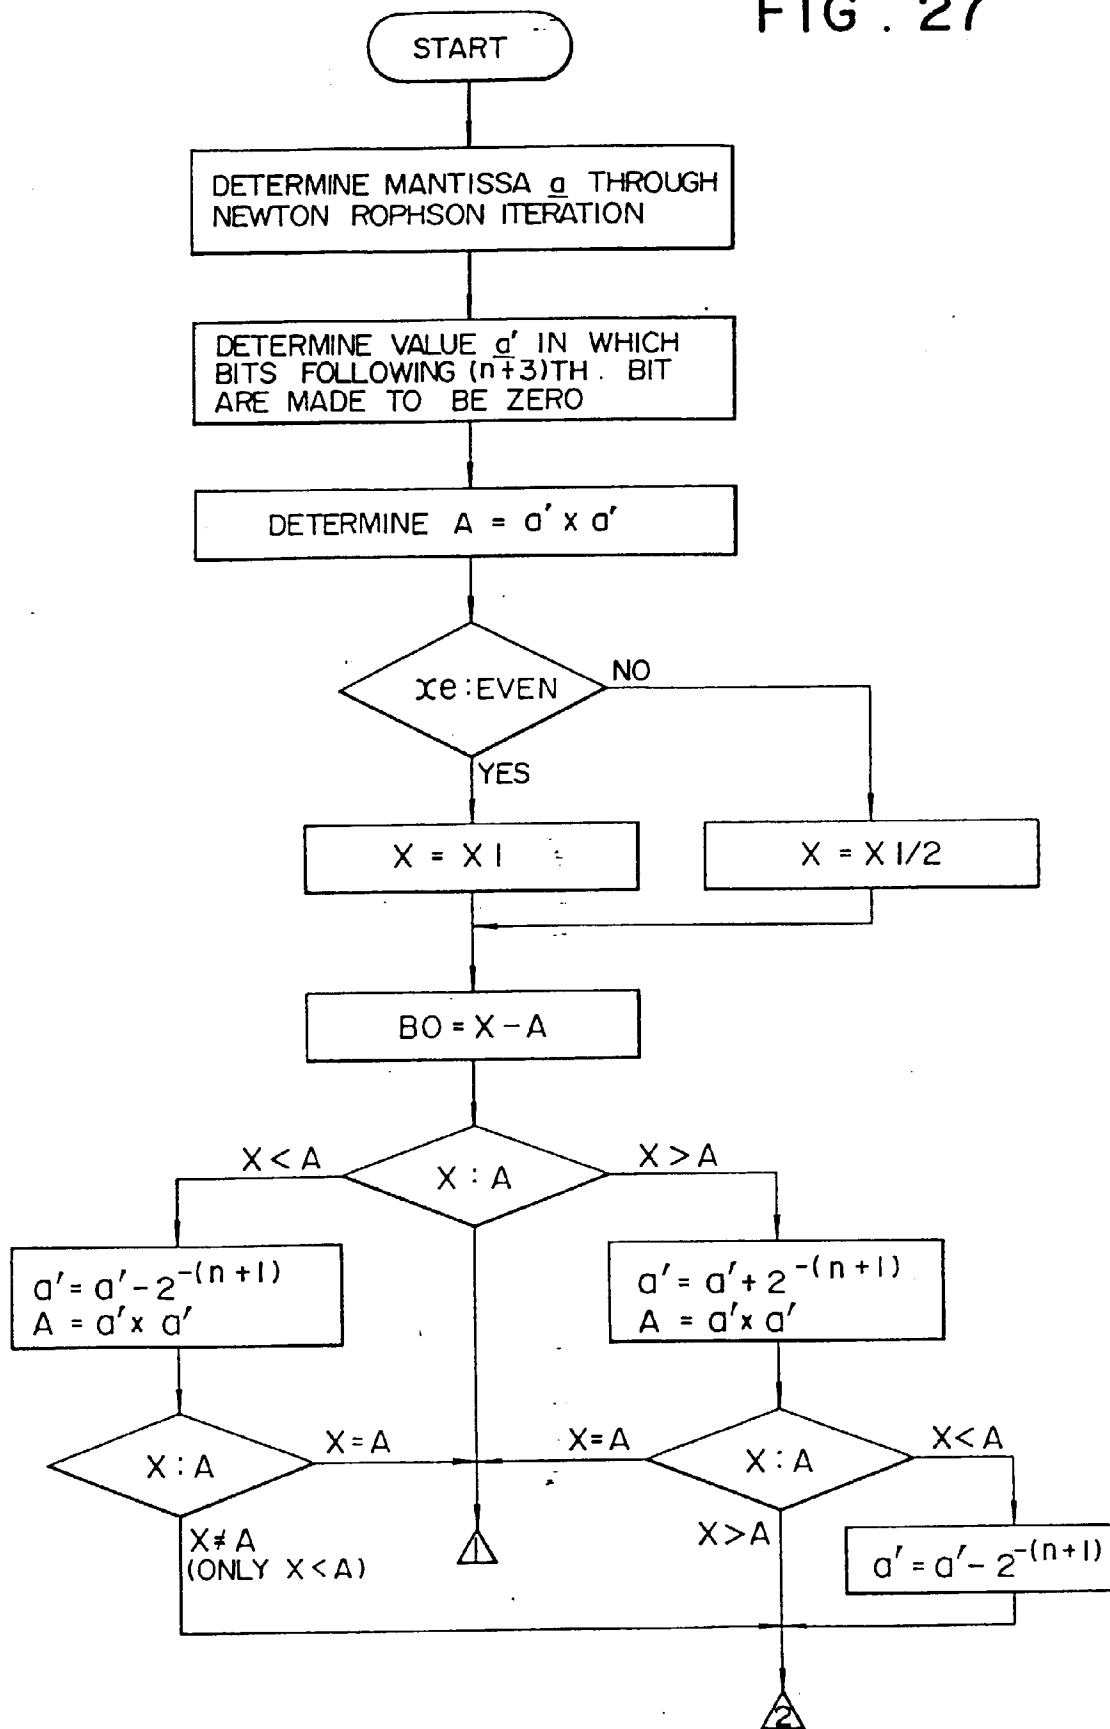 FIG. 27
START
DETERMINE MANTISSA a THROUGH
NEWTON ROPHSON ITERATION
DETERMINE VALUE a' IN WHICH
BITS FOLLOWING (n+3)TH. BIT
ARE MADE TO BE ZERO
DETERMINE A = a' x a'
xe:EVEN
NO
YES
X = X1
X = X1/2
B0 = X - A
X < A
X : A
X > A
a' = a' - 2^-(n+1)
A = a' x a'
a' = a' + 2^-(n+1)
A = a' x a'
X : A
X = A
X = A
X : A
X < A
X ≠ A
(ONLY X < A)
1
X > A
a' = a' - 2^-(n+1)
2